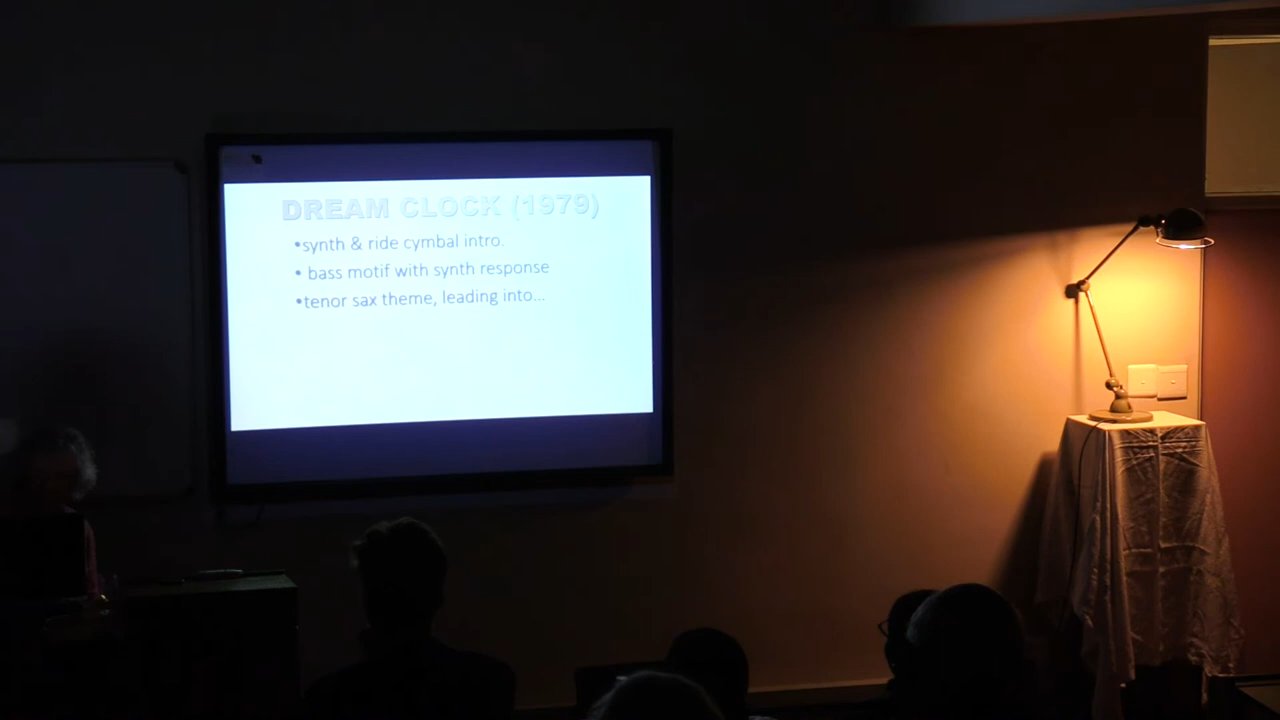 DREAM CLOCK (1979)
•synth & ride cymbal intro.
• bass motif with synth response
•tenor sax theme, leading into...